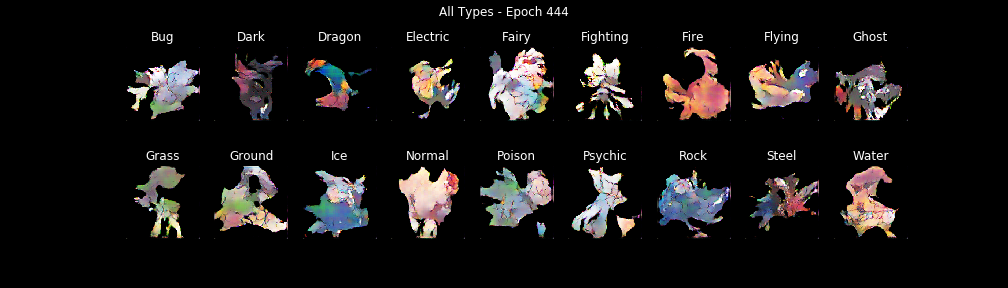 All Types - Epoch 444
Bug Dark Dragon Electric Fairy Fighting Fire Flying Ghost
Grass Ground Ice Normal Poison Psychic Rock Steel Water